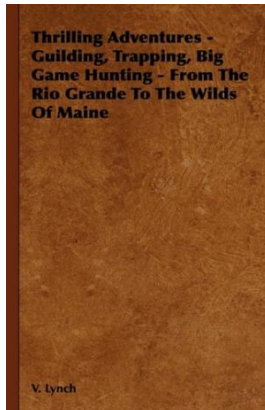 Thrilling Adventures -
Guilding, Trapping, Big
Game Hunting - From The
Rio Grande To The Wilds
Of Maine
V. Lynch